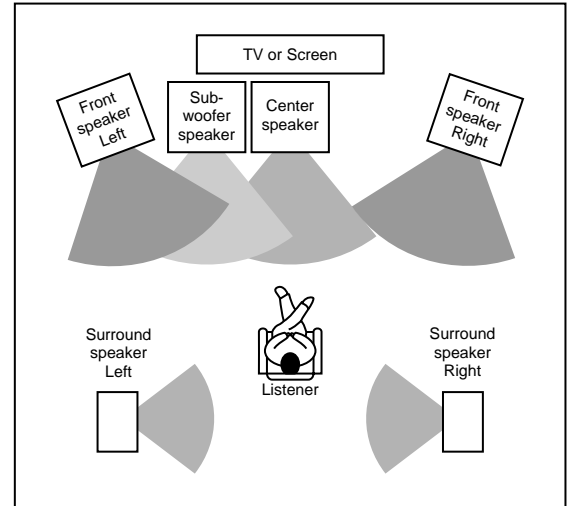 TV or Screen
Front
speaker
Left
Sub-
woofer
speaker
Center
speaker
Front
speaker
Right
Surround
speaker
Left
Surround
speaker
Right
Listener